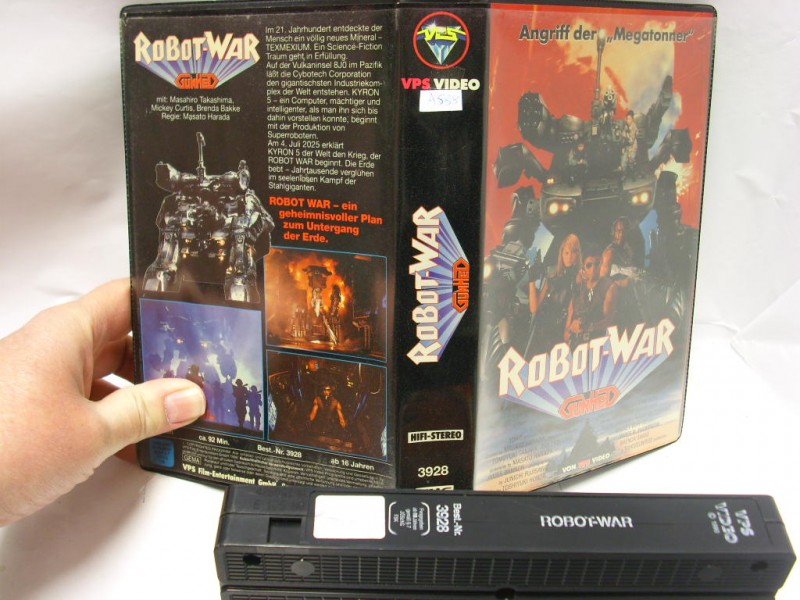 ROBOT-WAR
GUNHED
mit: Masahiro Takashima,
Mickey Curtis, Brenda Bakke
Regie: Masato Harada
Im 21. Jahrhundert entdeckte der
Mensch ein völlig neues Mineral –
TEXMEXIUM. Ein Science-Fiction
Traum geht in Erfüllung.
Auf der Vulkaninsel 8J0 im Pazifik
läßt die Cybotech Corporation
den gigantischsten Industriekom-
plex der Welt entstehen. KYRON
5 – ein Computer, mächtiger und
intelligenter, als man ihn sich bis
dahin vorstellen konnte, beginnt
mit der Produktion von
Superrobotern.
Am 4. Juli 2025 erklärt
KYRON 5 der Welt den Krieg, der
ROBOT WAR beginnt. Die Erde
bebt – Jahrtausende verglühen
im seelenlosen Kampf der
Stahlgiganten.
ROBOT WAR – ein
geheimnisvoller Plan
zum Untergang
der Erde.
ca. 92 Min.
Best.-Nr. 3928
ab 16 Jahren
GEMA
VPS Film-Entertainment GmbH
VPS
VPS VIDEO
ROBOT-WAR
GUNHED
HIFI-STEREO
3928
Angriff der „Megatonner"
ROBOT-WAR
GUNHED
VON VPS VIDEO
Best.-Nr.
3928
ROBOT-WAR
VPS
VIDEO